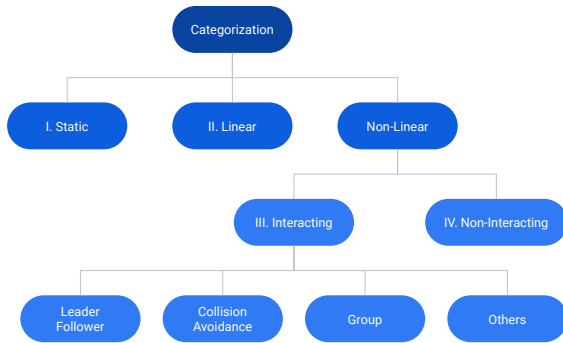 Categorization
I. Static
II. Linear
Non-Linear
III. Interacting
IV. Non-Interacting
Leader
Follower
Collision
Avoidance
Group
Others